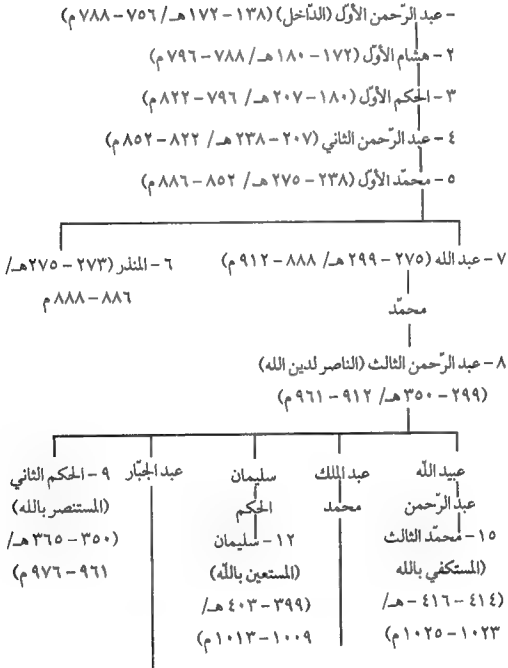 - عبد الرّحمن الأوّل (الدّاخل) (١٣٨-١٧٢ هـ/ ٧٥٦-٧٨٨ م)
٢- هشام الأوّل (١٧٢-١٨٠ هـ/ ٧٨٨-٧٩٦ م)
٣- الحكم الأوّل (١٨٠-٢٠٧ هـ/ ٧٩٦-٨٢٢ م)
٤- عبد الرّحمن الثاني (٢٠٧-٢٣٨ هـ/ ٨٢٢-٨٥٢ م)
٥- محمّد الأوّل (٢٣٨-٢٧٥ هـ/ ٨٥٢-٨٨٦ م)
٧- عبد الله (٢٧٥-٢٩٩ هـ/ ٨٨٨-٩١٢ م)
٦- المنذر (٢٧٣-٢٧٥ هـ/
٨٨٦-٨٨٨ م
محمّد
٨- عبد الرّحمن الثالث (الناصر لدين الله)
(٢٩٩-٣٥٠ هـ/ ٩١٢-٩٦١ م)
عبيد الله
عبد الرّحمن
١٥- محمّد الثالث
(المستكفي بالله
(٤١٤-٤١٦-هـ/
١٠٢٣-١٠٢٥ م)
عبد الملك
محمد
سليمان
الحكم
١٢- سليمان
(المستعين باللّه)
(٣٩٩-٤٠٣ هـ/
١٠٠٩-١٠١٣ م)
عبد الجبّار
٩- الحكم الثاني
(المستنصر بالله)
(٣٥٠-٣٦٥ هـ/
٩٦١-٩٧٦ م)